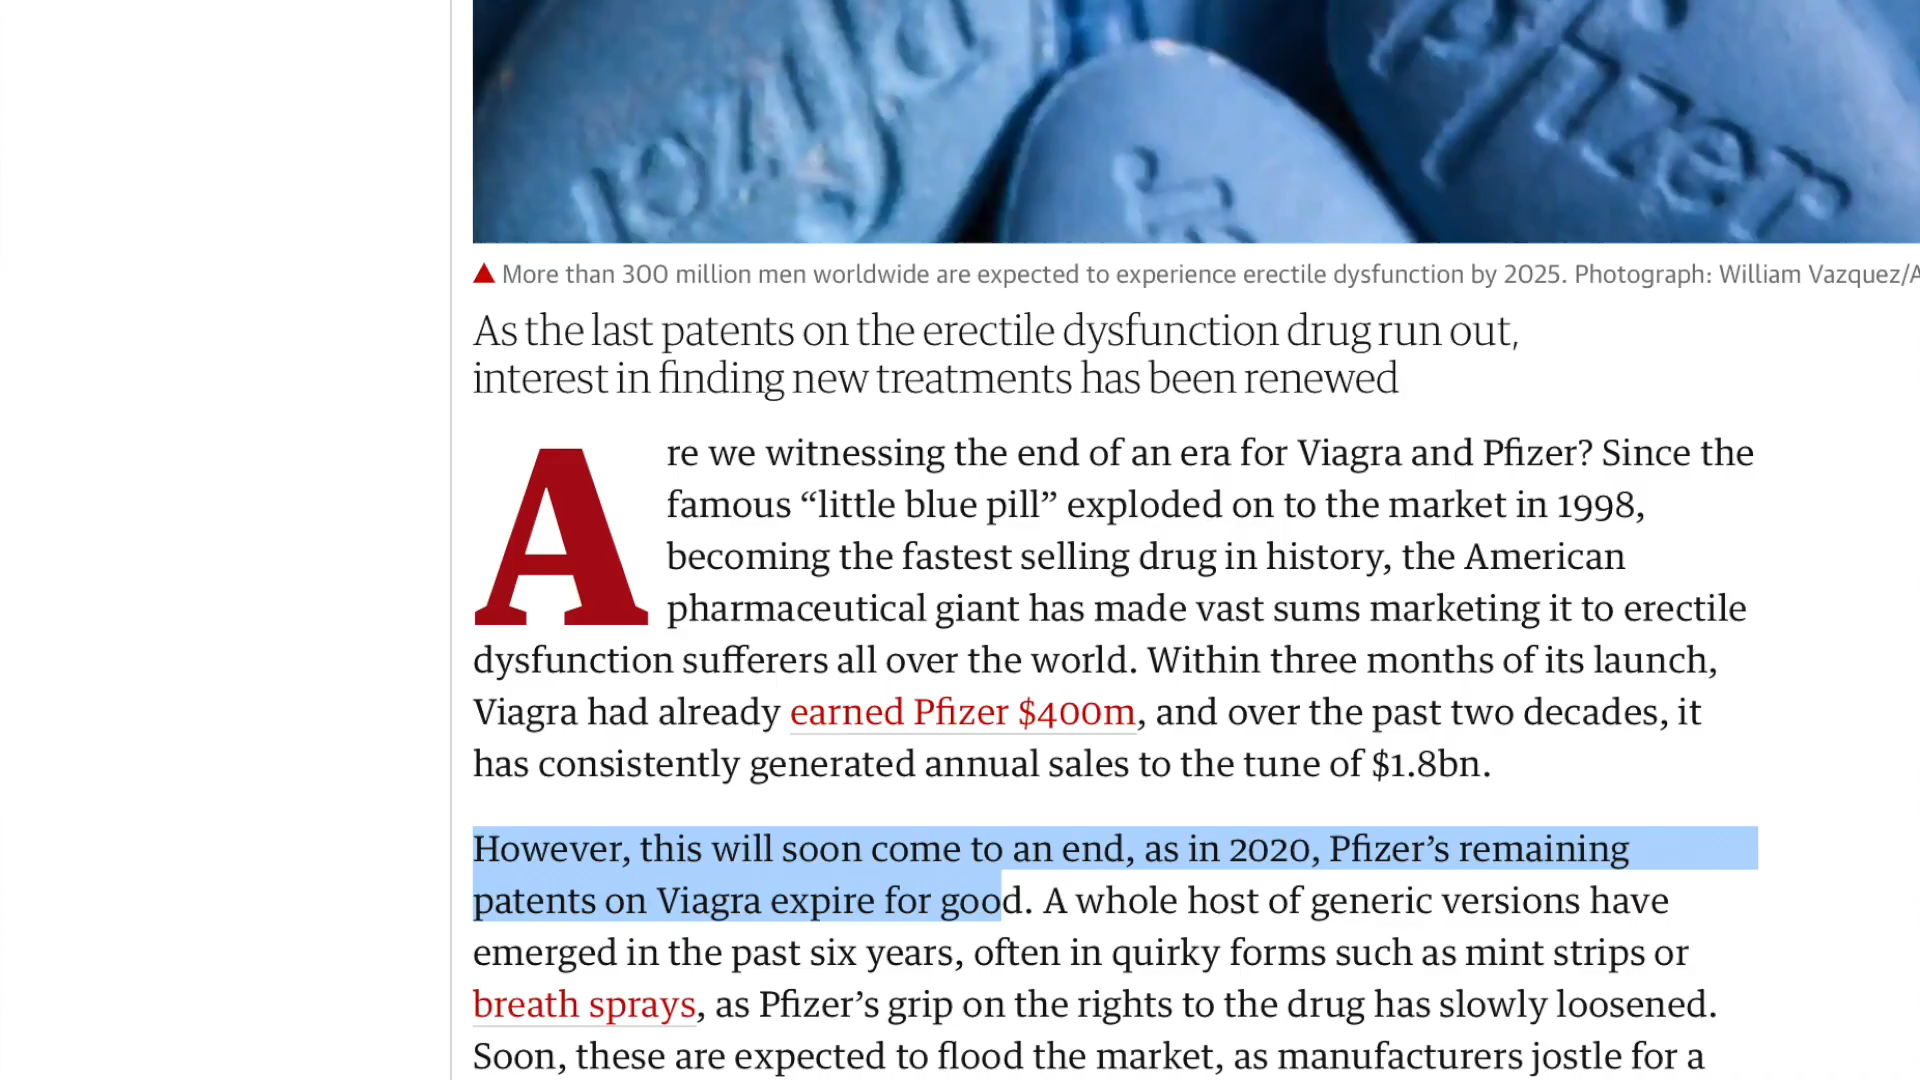 pfizer
pfizer
▲ More than 300 million men worldwide are expected to experience erectile dysfunction by 2025. Photograph: William Vazquez/A
As the last patents on the erectile dysfunction drug run out,
interest in finding new treatments has been renewed
Are we witnessing the end of an era for Viagra and Pfizer? Since the
famous “little blue pill” exploded on to the market in 1998,
becoming the fastest selling drug in history, the American
pharmaceutical giant has made vast sums marketing it to erectile
dysfunction sufferers all over the world. Within three months of its launch,
Viagra had already earned Pfizer $400m, and over the past two decades, it
has consistently generated annual sales to the tune of $1.8bn.
However, this will soon come to an end, as in 2020, Pfizer’s remaining
patents on Viagra expire for good. A whole host of generic versions have
emerged in the past six years, often in quirky forms such as mint strips or
breath sprays, as Pfizer’s grip on the rights to the drug has slowly loosened.
Soon, these are expected to flood the market, as manufacturers jostle for a